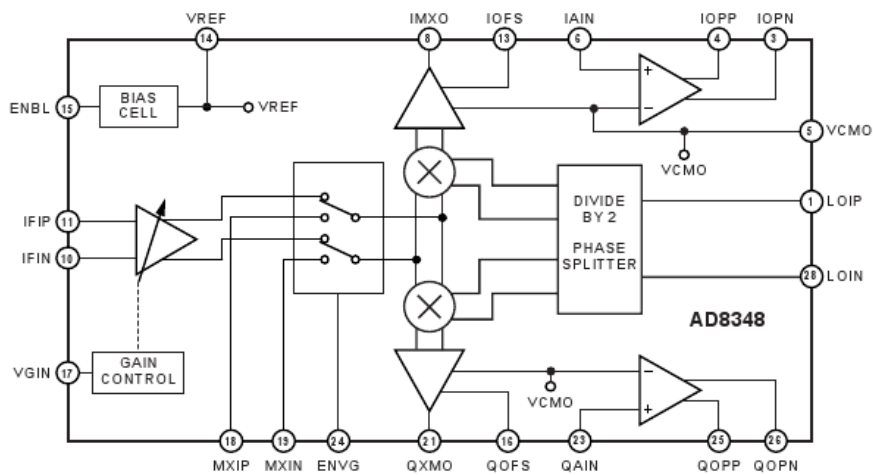 VREF IMXO IOFS IAIN IOPP IOPN
14 8 13 6 4 3
ENBL 15 BIAS CELL VREF
+
−
5 VCMO
VCMO
IFIP 11
IFIN 10
DIVIDE
BY 2
PHASE
SPLITTER
1 LOIP
28 LOIN
AD8348
VGIN 17 GAIN CONTROL
VCMO
−
+
18 19 24 21 16 23 25 26
MXIP MXIN ENVG QXMO QOFS QAIN QOPP QOPN